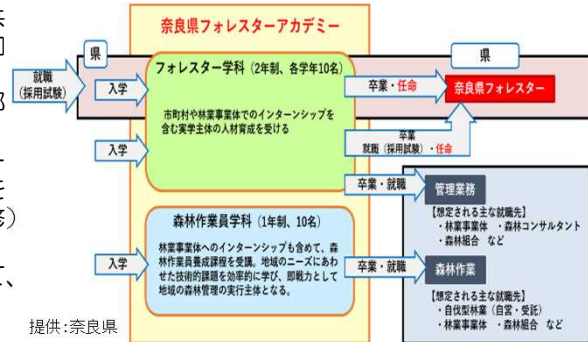 奈良県フォレスターアカデミー
県
県
就職
(採用試験)
入学
フォレスター学科(2年制、各学年10名)
市町村や林業事業体でのインターンシップを
含む実学主体の人材育成を受ける
卒業・任命
奈良県フォレスター
入学
卒業
就職(採用試験)・任命
卒業・就職
管理業務
【想定される主な就職先】
・林業事業体 ・森林コンサルタント
・森林組合 など
森林作業員学科(1年制、10名)
林業事業体へのインターンシップも含めて、森
林作業員養成課程を受講。地域のニーズにあわ
せた技術的課題を効率的に学び、即戦力として
地域の森林管理の実行主体となる。
入学
卒業・就職
森林作業
【想定される主な就職先】
・自伐型林業(自営・受託)
・林業事業体 ・森林組合 など
修)
提供:奈良県